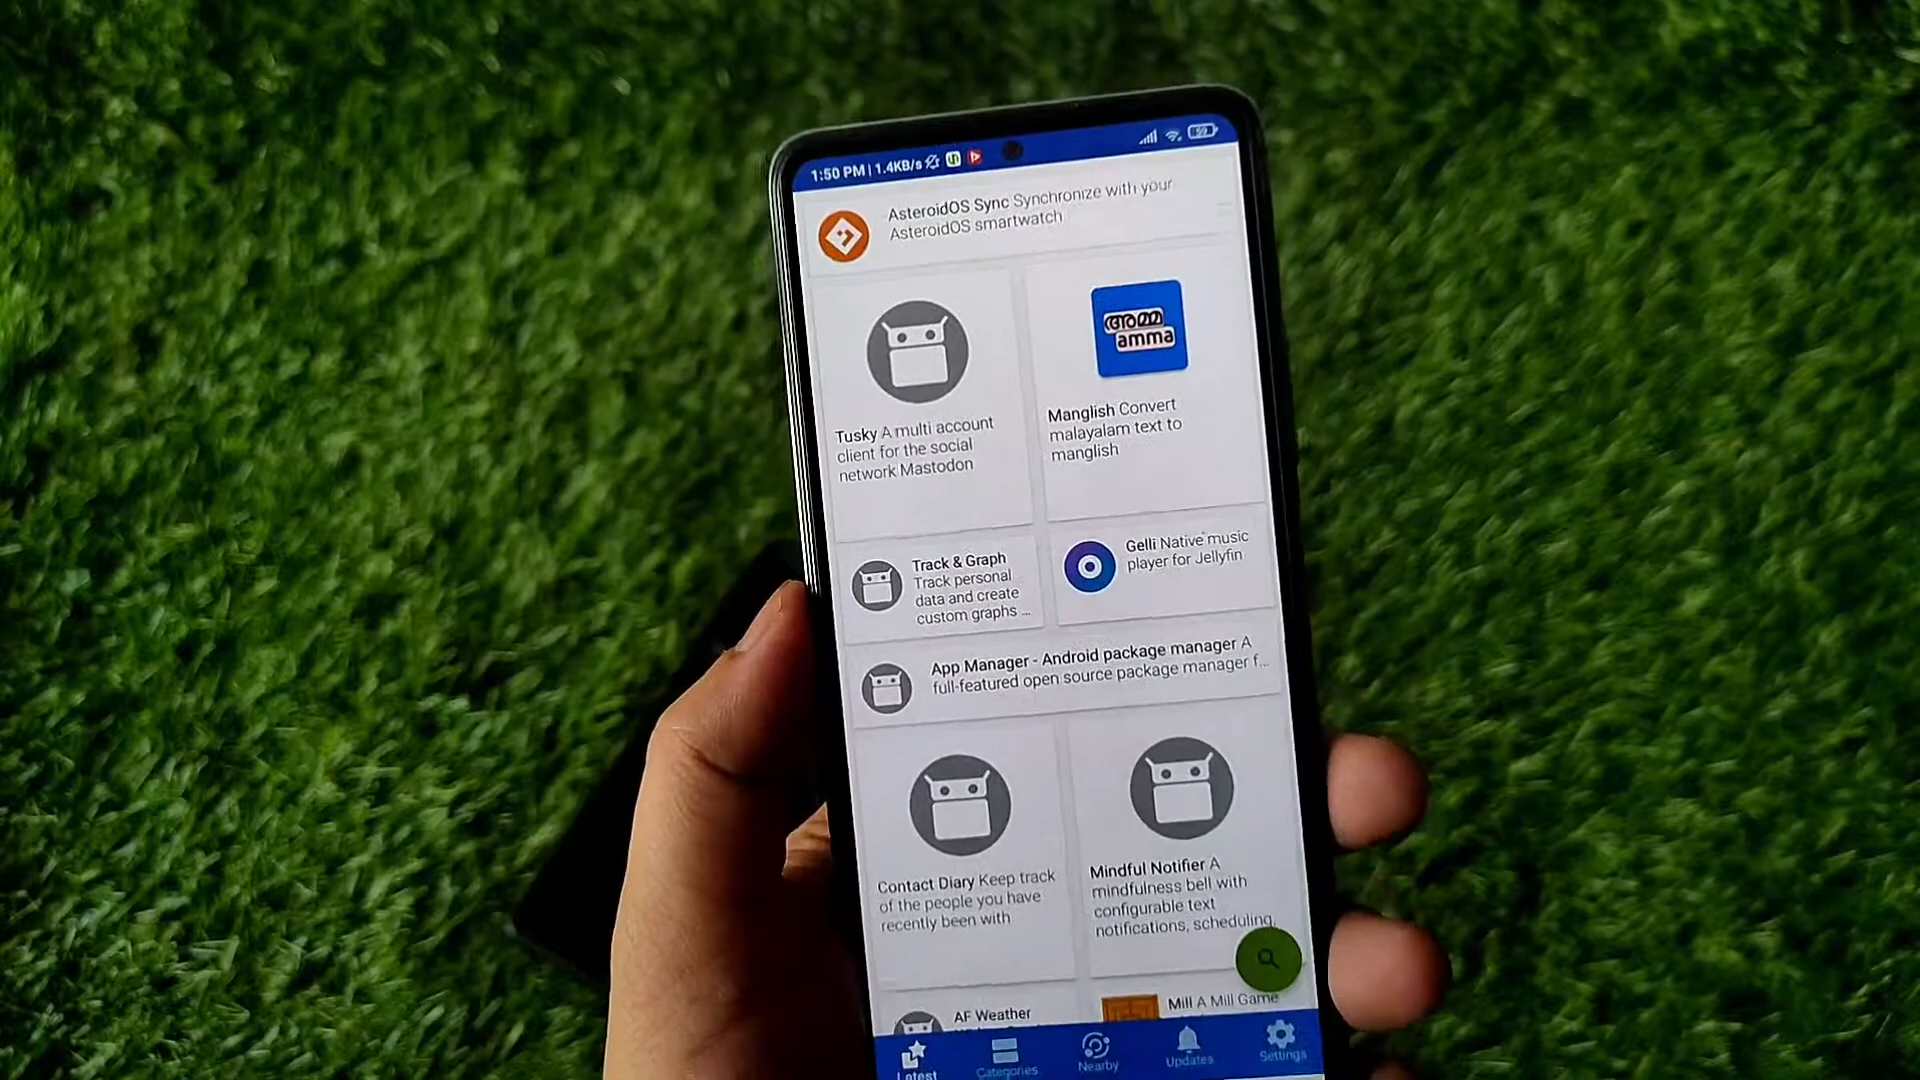 1:50 PM | 1.4KB/s
59
AsteroidOS Sync Synchronize with your
AsteroidOS smartwatch
Tusky A multi account
client for the social
network Mastodon
അമ്മ
amma
Manglish Convert
malayalam text to
manglish
Track & Graph
Track personal
data and create
custom graphs ...
Gelli Native music
player for Jellyfin
App Manager - Android package manager A
full-featured open source package manager f...
Contact Diary Keep track
of the people you have
recently been with
Mindful Notifier A
mindfulness bell with
configurable text
notifications, scheduling,
AF Weather
Mill A Mill Game
Latest
Categories
Nearby
Updates
Settings